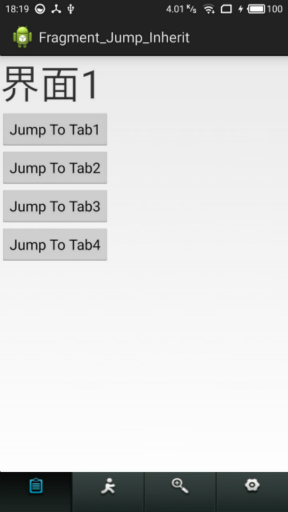 18:19 4.01 K/s 100
Fragment_Jump_Inherit
界面1
Jump To Tab1
Jump To Tab2
Jump To Tab3
Jump To Tab4